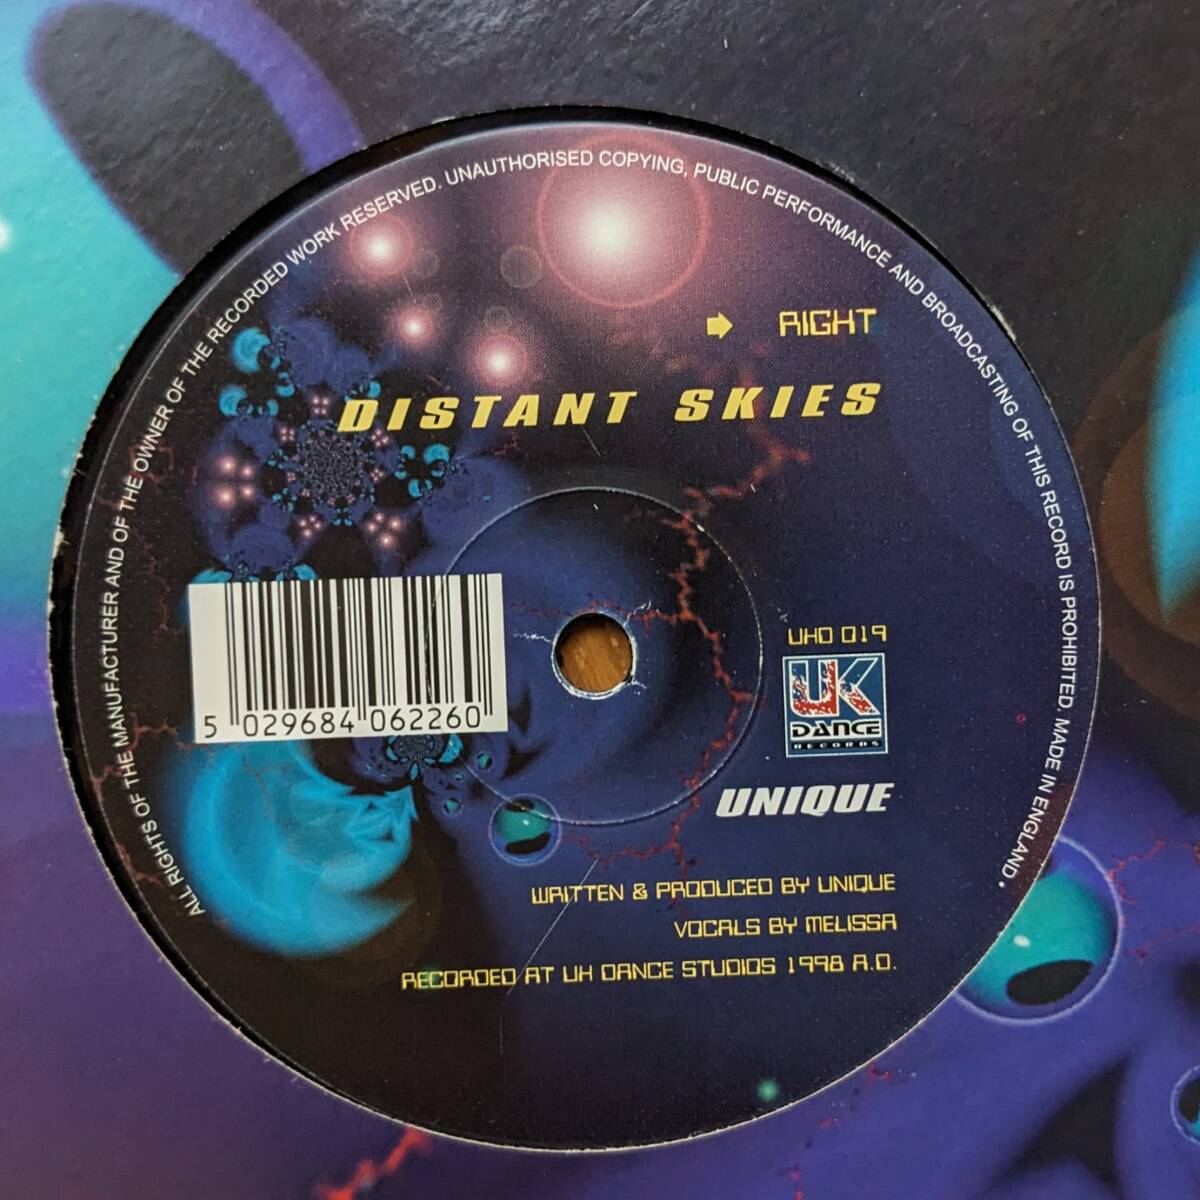 ALL RIGHTS OF THE MANUFACTURER AND OF THE OWNER OF THE RECORDED WORK RESERVED. UNAUTHORISED COPYING, PUBLIC PERFORMANCE AND BROADCASTING OF THIS RECORD IS PROHIBITED. MADE IN ENGLAND.
RIGHT
DISTANT SKIES
5 029684 062260
UHD 019
UK
DANCE
RECORDS
UNIQUE
WRITTEN & PRODUCED BY UNIQUE
VOCALS BY MELISSA
RECORDED AT UK DANCE STUDIOS 1998 A.D.